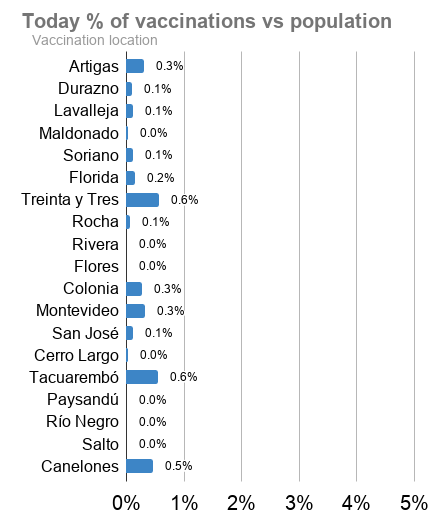 Today % of vaccinations vs population
Vaccination location
Artigas 0.3%
Durazno 0.1%
Lavalleja 0.1%
Maldonado 0.0%
Soriano 0.1%
Florida 0.2%
Treinta y Tres 0.6%
Rocha 0.1%
Rivera 0.0%
Flores 0.0%
Colonia 0.3%
Montevideo 0.3%
San José 0.1%
Cerro Largo 0.0%
Tacuarembó 0.6%
Paysandú 0.0%
Río Negro 0.0%
Salto 0.0%
Canelones 0.5%
0% 1% 2% 3% 4% 5%